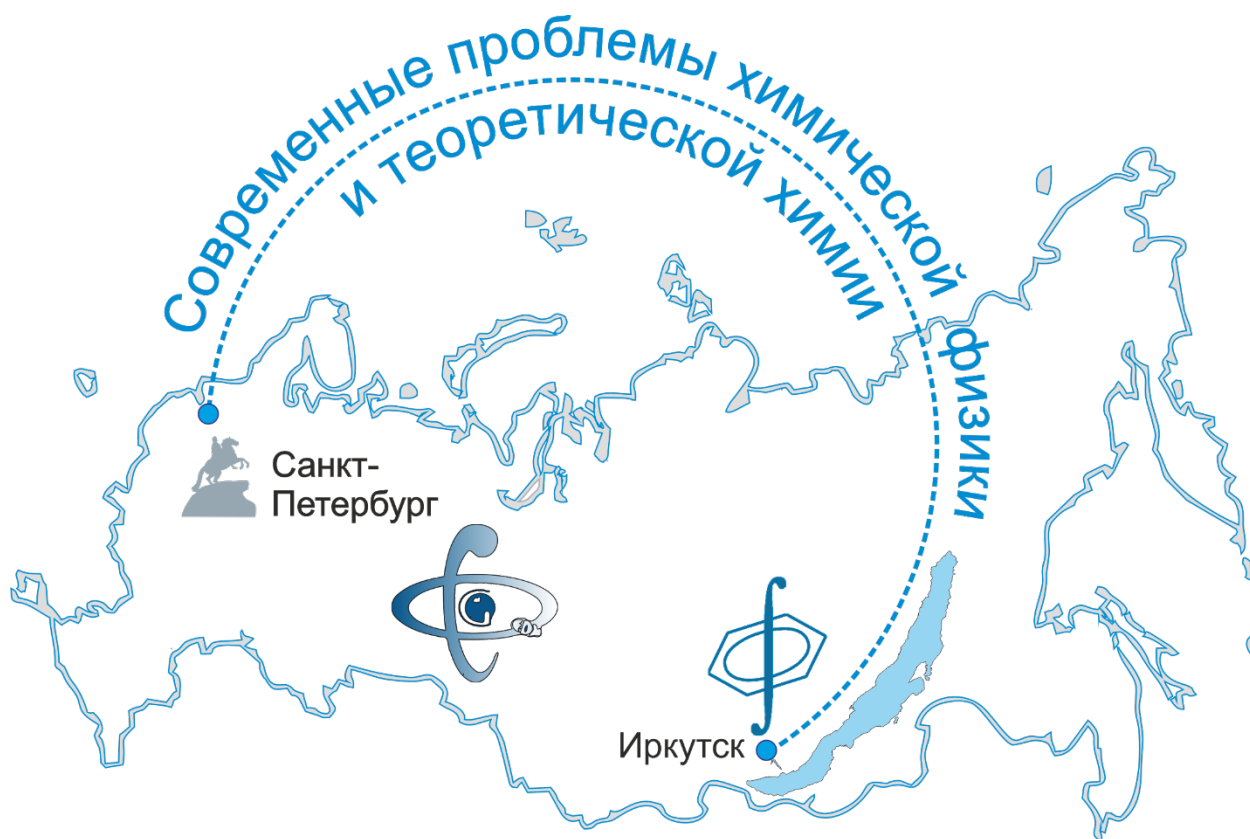 Современные проблемы химической физики
и теоретической химии
Санкт-
Петербург
Иркутск